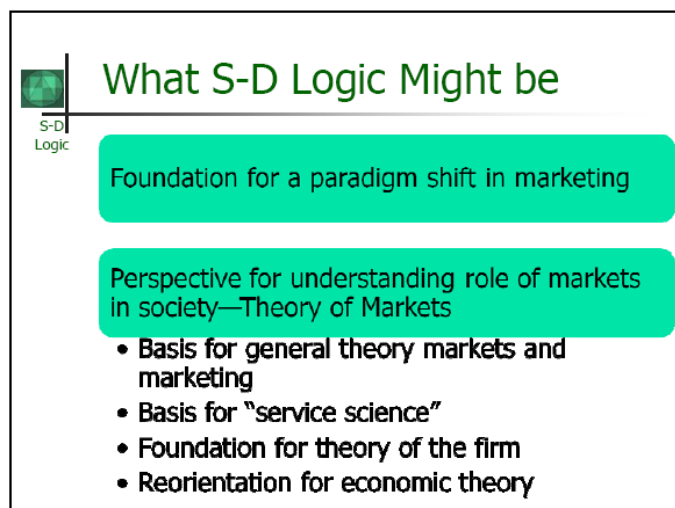 What S-D Logic Might be
S-D
Logic
Foundation for a paradigm shift in marketing
Perspective for understanding role of markets
in society—Theory of Markets
• Basis for general theory markets and
marketing
• Basis for “service science”
• Foundation for theory of the firm
• Reorientation for economic theory